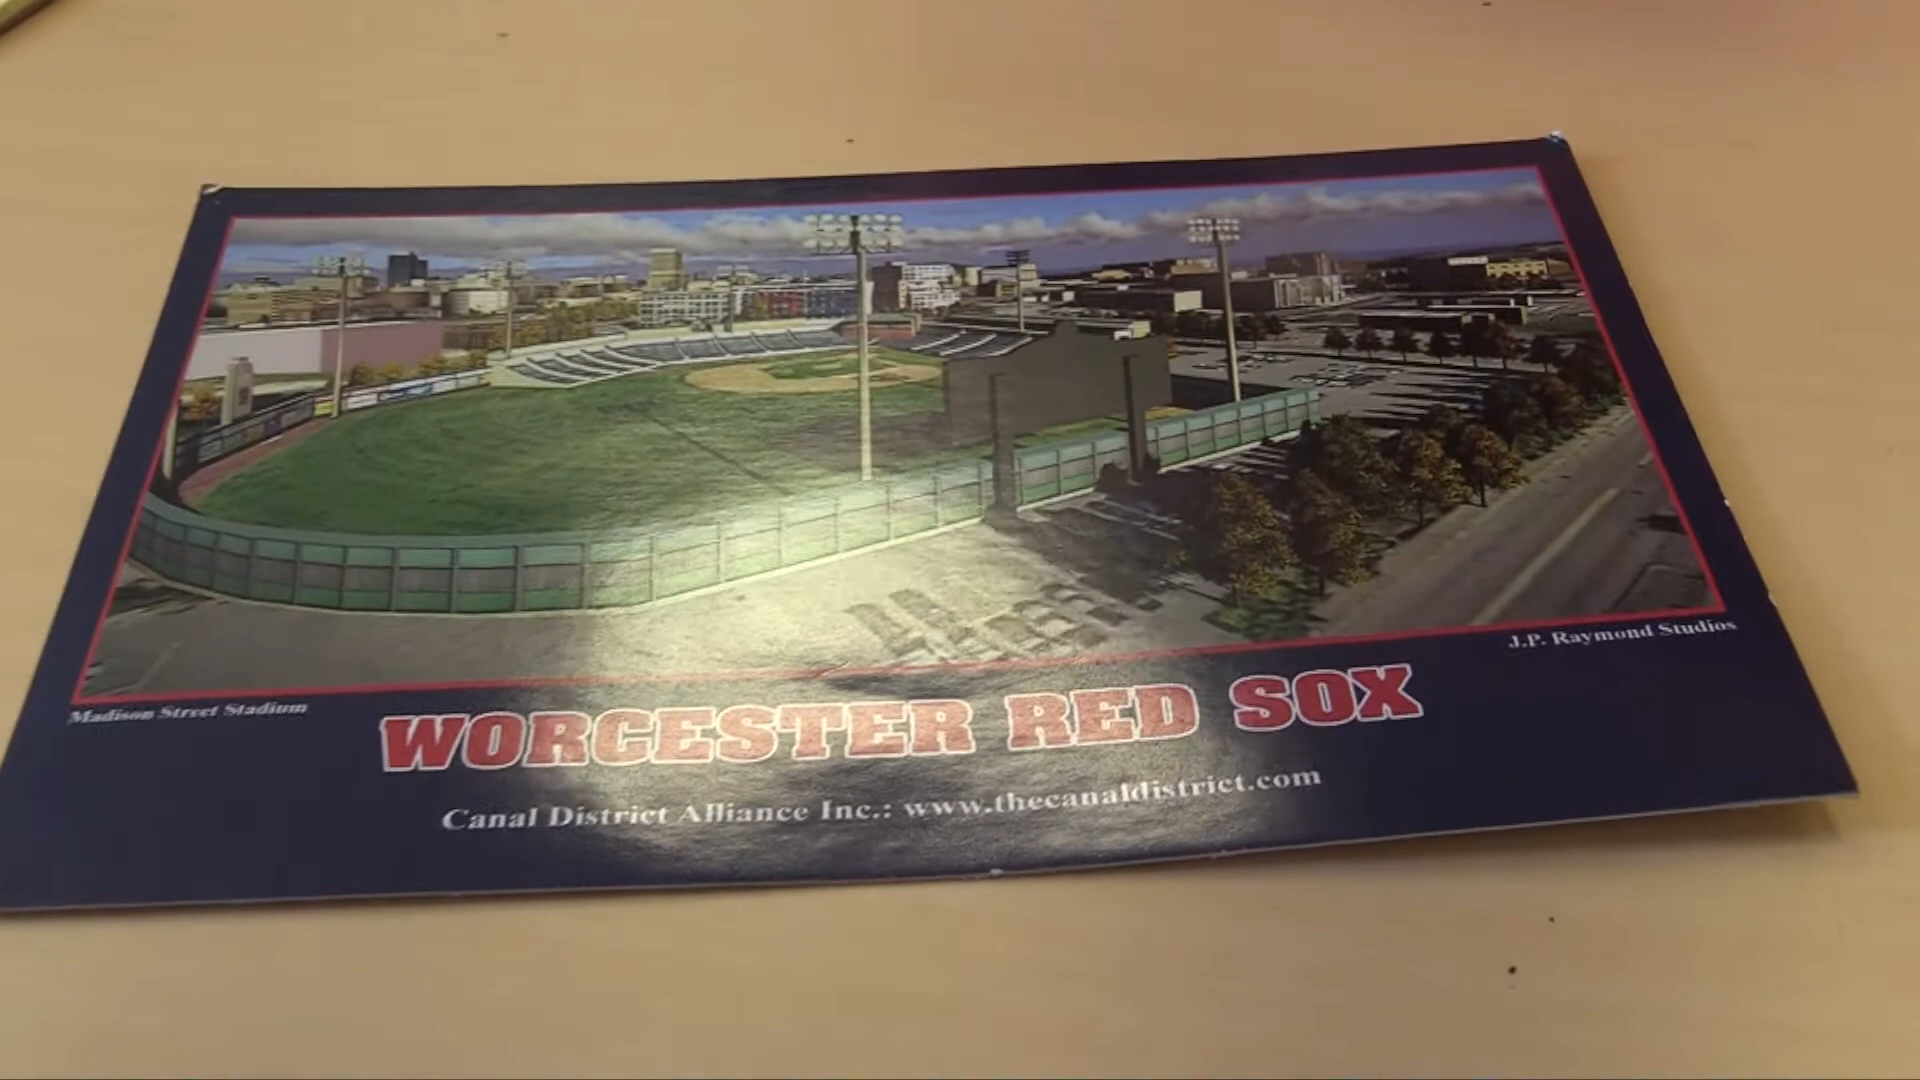 Madison Street Stadium
J.P. Raymond Studios
WORCESTER RED SOX
Canal District Alliance Inc.: www.thecanaldistrict.com